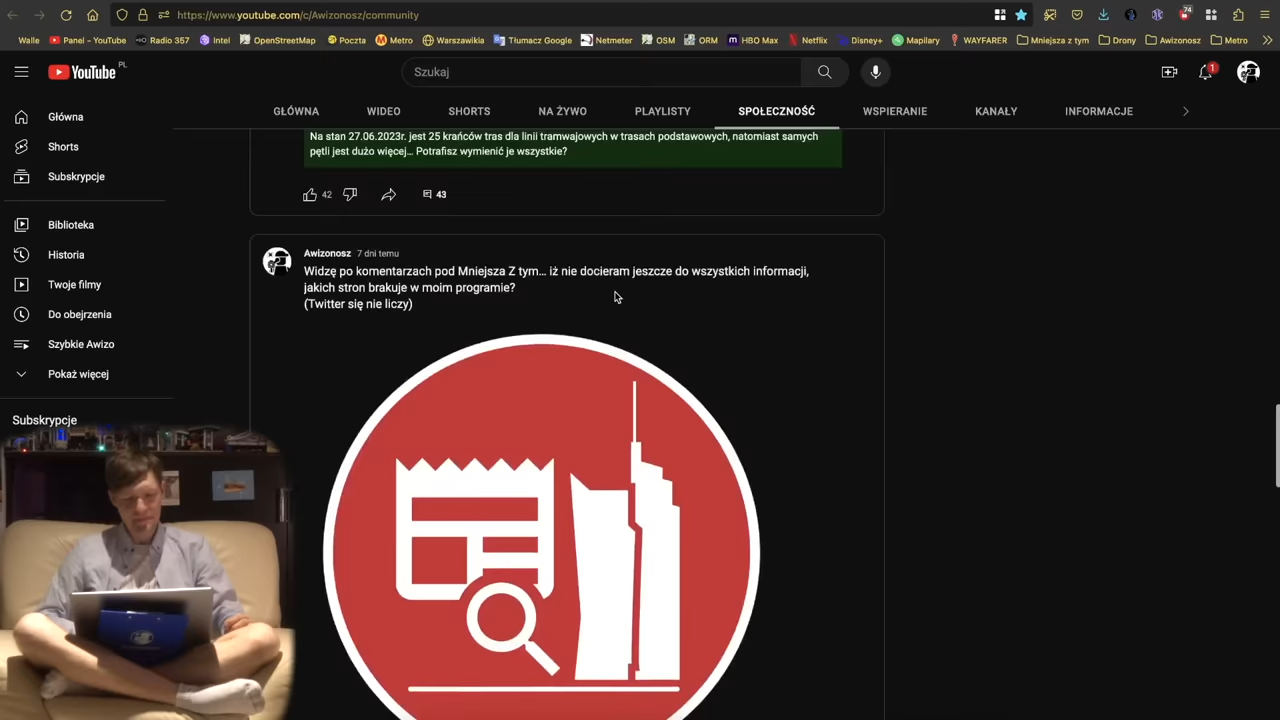 https://www.youtube.com/c/Awizonosz/community
74
Walle
Panel – YouTube
Radio 357
Intel
OpenStreetMap
Poczta
Metro
Warszawikia
Tłumacz Google
Netmeter
OSM
ORM
HBO Max
Netflix
Disney+
Mapilary
WAYFARER
Mniejsza z tym
Drony
Awizonosz
Metro
YouTube PL
Szukaj
1
GŁÓWNA
WIDEO
SHORTS
NA ŻYWO
PLAYLISTY
SPOŁECZNOŚĆ
WSPIERANIE
KANAŁY
INFORMACJE
Główna
Shorts
Subskrypcje
Biblioteka
Historia
Twoje filmy
Do obejrzenia
Szybkie Awizo
Pokaż więcej
Subskrypcje
Na stan 27.06.2023r. jest 25 krańców tras dla linii tramwajowych w trasach podstawowych, natomiast samych
pętli jest dużo więcej... Potrafisz wymienić je wszystkie?
42
43
Awizonosz 7 dni temu
Widzę po komentarzach pod Mniejsza Z tym... iż nie docieram jeszcze do wszystkich informacji,
jakich stron brakuje w moim programie?
(Twitter się nie liczy)